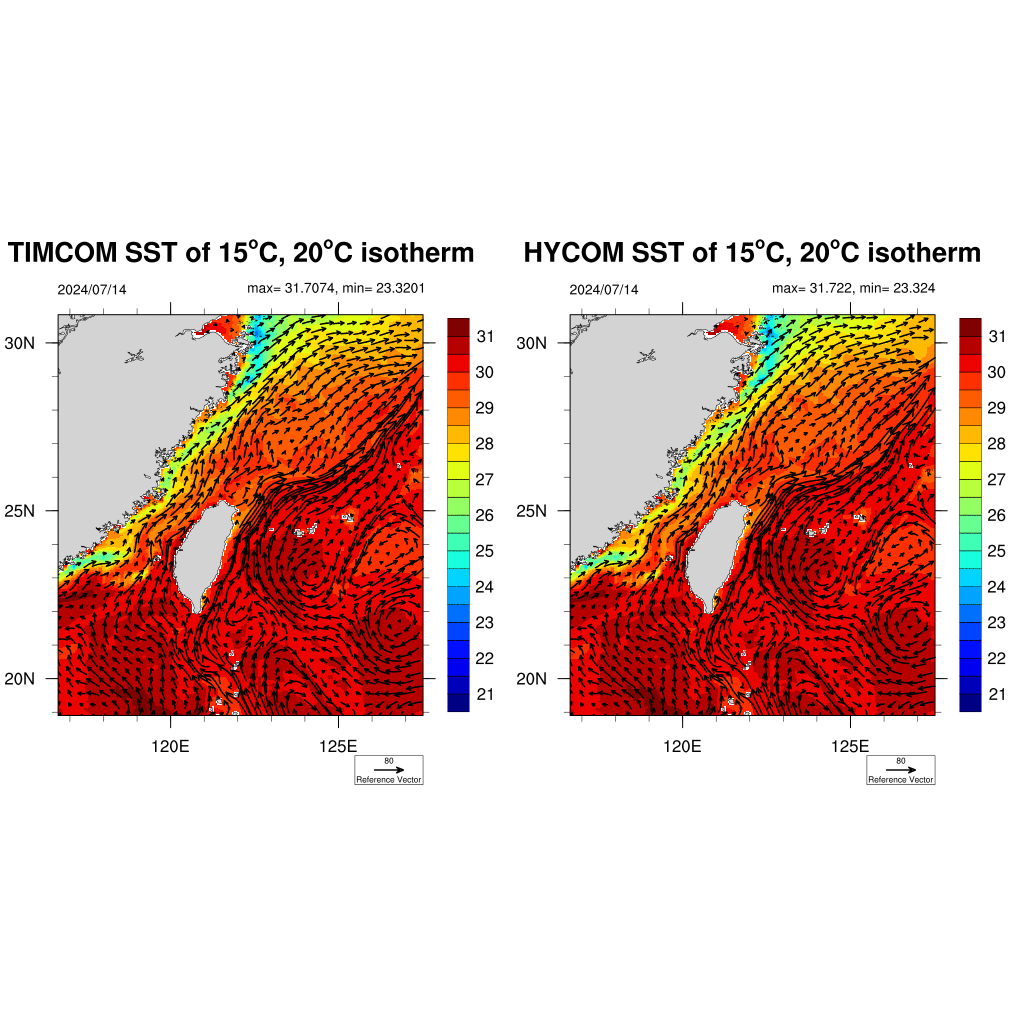 TIMCOM SST of 15°C, 20°C isotherm
2024/07/14
max= 31.7074, min= 23.3201
30N
25N
20N
120E
125E
31
30
29
28
27
26
25
24
23
22
21
80
Reference Vector
HYCOM SST of 15°C, 20°C isotherm
2024/07/14
max= 31.722, min= 23.324
30N
25N
20N
120E
125E
31
30
29
28
27
26
25
24
23
22
21
80
Reference Vector